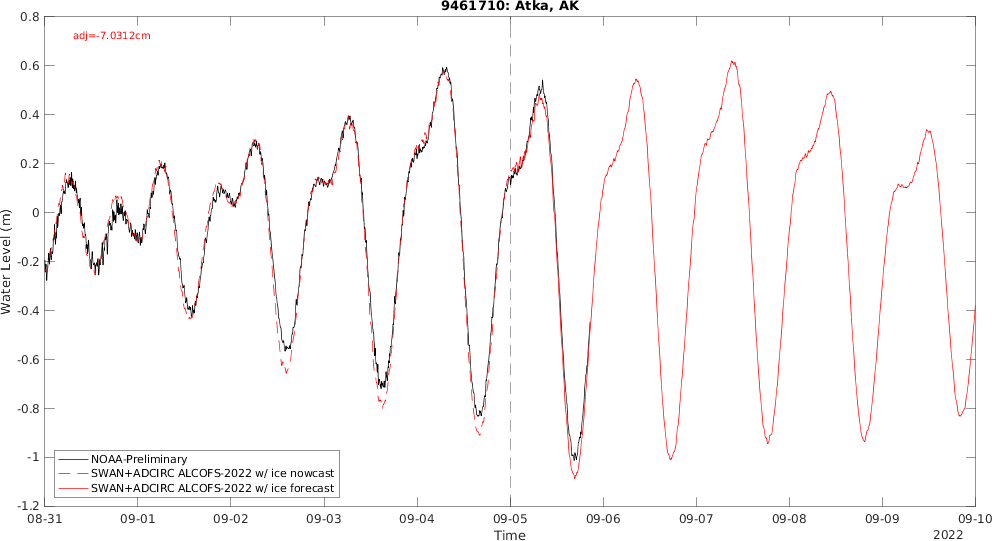 9461710: Atka, AK
adj=-7.0312cm
Water Level (m)
0.8
0.6
0.4
0.2
0
-0.2
-0.4
-0.6
-0.8
-1
-1.2
NOAA-Preliminary
SWAN+ADCIRC ALCOFS-2022 w/ ice nowcast
SWAN+ADCIRC ALCOFS-2022 w/ ice forecast
08-31 09-01 09-02 09-03 09-04 09-05 09-06 09-07 09-08 09-09 09-10
Time
2022